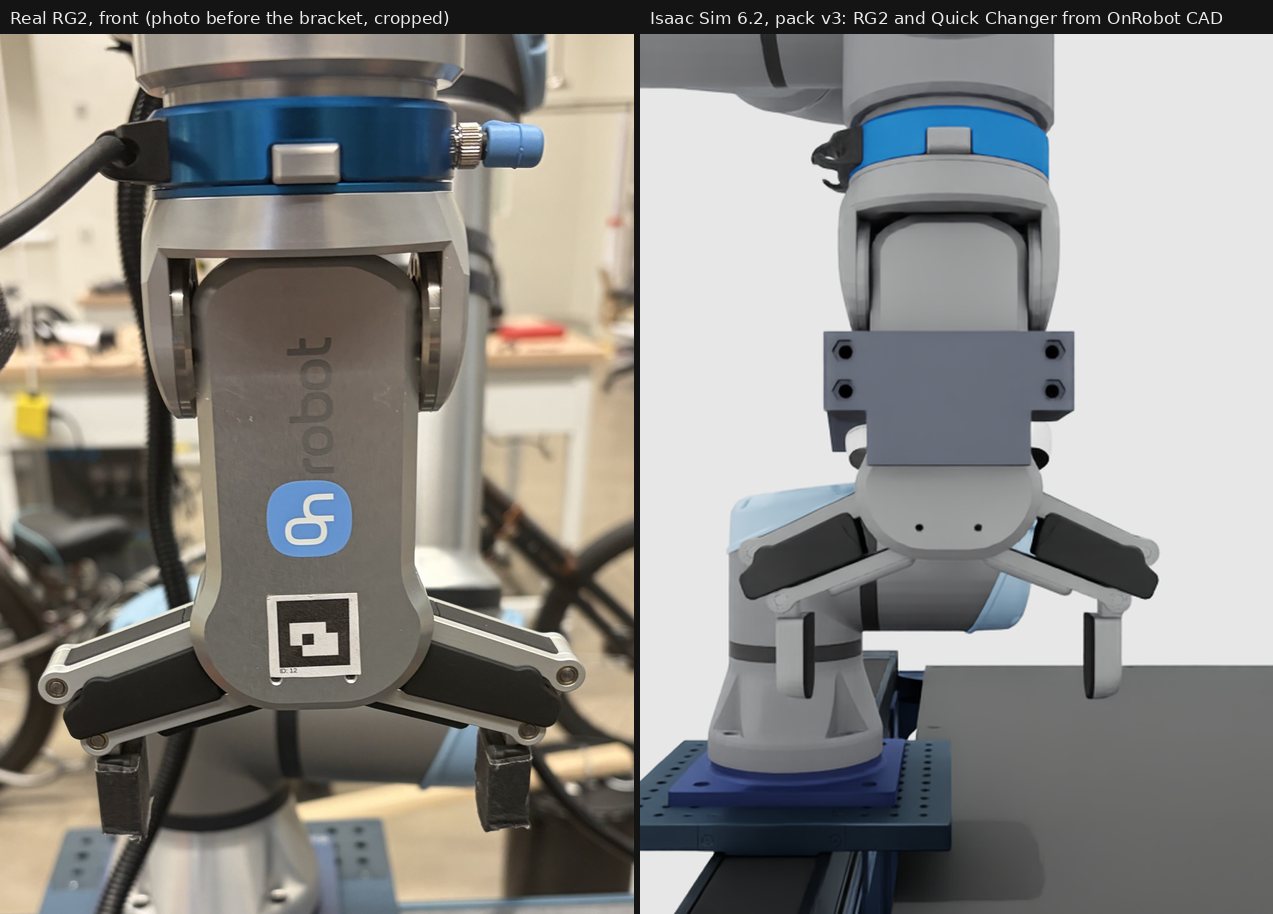 Real RG2, front (photo before the bracket, cropped)
Isaac Sim 6.2, pack v3: RG2 and Quick Changer from OnRobot CAD
onrobot
ID: 12